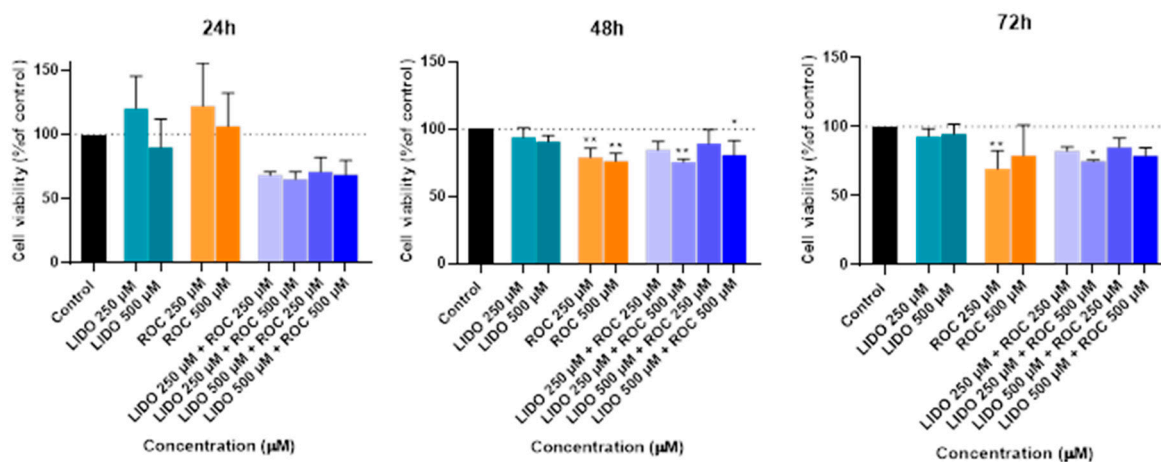 24h
Cell viability (%of control)
150
100
50
0
Control
LIDO 250 µM
LIDO 500 µM
ROC 250 µM
ROC 500 µM
LIDO 250 µM + ROC 250 µM
LIDO 250 µM + ROC 500 µM
LIDO 500 µM + ROC 250 µM
LIDO 500 µM + ROC 500 µM
Concentration (µM)
48h
Cell viability (%of control)
150
100
50
0
**
**
**
*
Control
LIDO 250 µM
LIDO 500 µM
ROC 250 µM
ROC 500 µM
LIDO 250 µM + ROC 250 µM
LIDO 250 µM + ROC 500 µM
LIDO 500 µM + ROC 250 µM
LIDO 500 µM + ROC 500 µM
Concentration (µM)
72h
Cell viability (%of control)
150
100
50
0
**
*
Control
LIDO 250 µM
LIDO 500 µM
ROC 250 µM
ROC 500 µM
LIDO 250 µM + ROC 250 µM
LIDO 250 µM + ROC 500 µM
LIDO 500 µM + ROC 250 µM
LIDO 500 µM + ROC 500 µM
Concentration (µM)